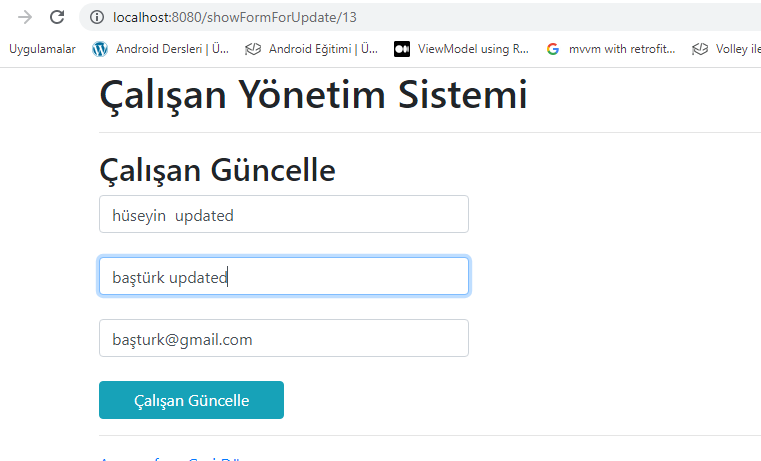 localhost:8080/showFormForUpdate/13
Uygulamalar Android Dersleri | Ü... Android Eğitimi | Ü... ViewModel using R... mvvm with retrofit... Volley ile
Çalışan Yönetim Sistemi
Çalışan Güncelle
hüseyin  updated
baştürk updated
başturk@gmail.com
Çalışan Güncelle